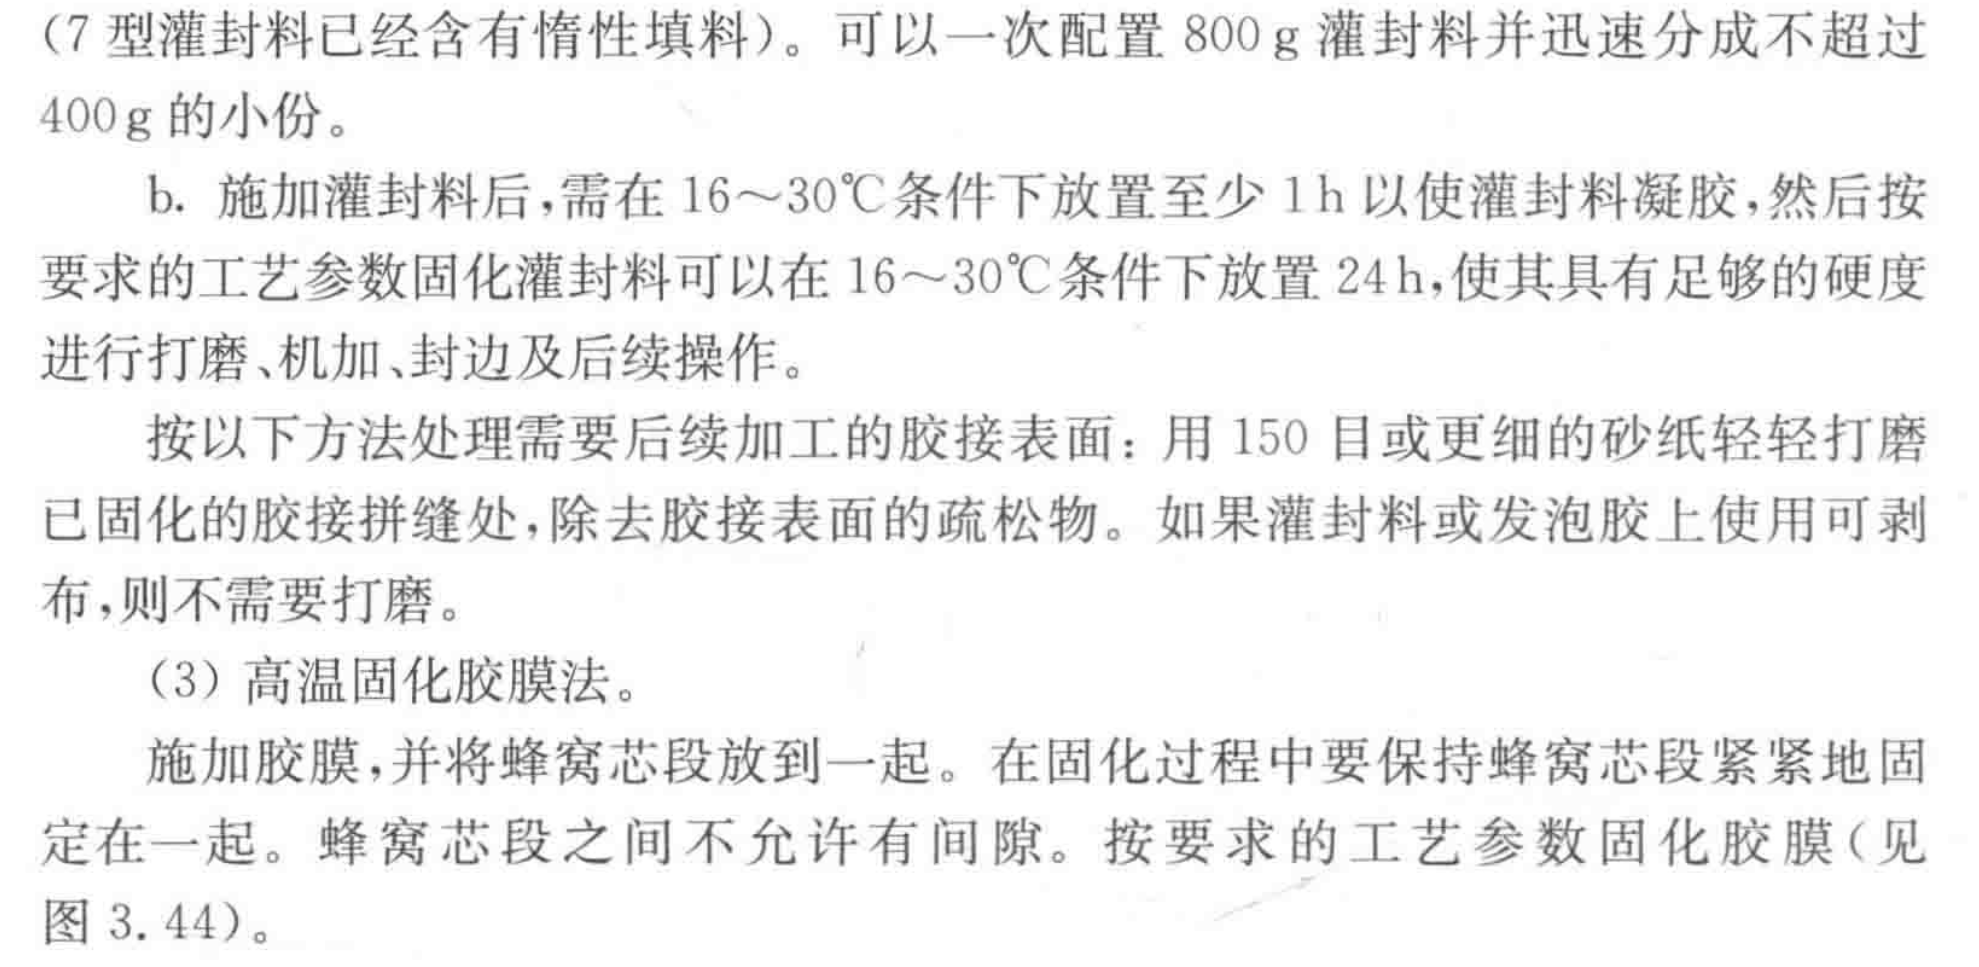 (7型灌封料已经含有惰性填料)。可以一次配置 800 g 灌封料并迅速分成不超过
400 g 的小份。
b. 施加灌封料后,需在 16～30℃条件下放置至少 1 h 以使灌封料凝胶,然后按
要求的工艺参数固化灌封料可以在 16～30℃条件下放置 24 h,使其具有足够的硬度
进行打磨、机加、封边及后续操作。
按以下方法处理需要后续加工的胶接表面：用 150 目或更细的砂纸轻轻打磨
已固化的胶接拼缝处,除去胶接表面的疏松物。如果灌封料或发泡胶上使用可剥
布,则不需要打磨。
(3) 高温固化胶膜法。
施加胶膜,并将蜂窝芯段放到一起。在固化过程中要保持蜂窝芯段紧紧地固
定在一起。蜂窝芯段之间不允许有间隙。按要求的工艺参数固化胶膜(见
图 3.44)。